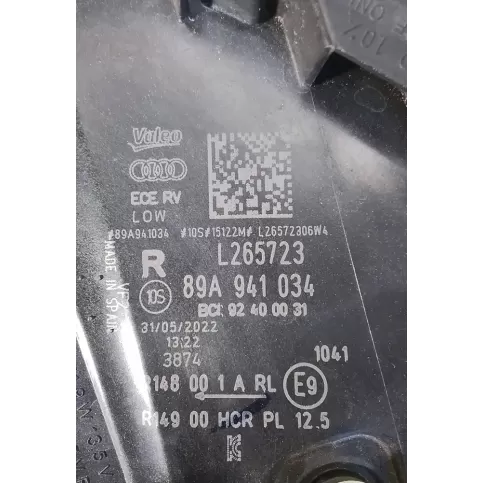 Valeo
ECE RV
LOW
#89A941034 #10S#15122M# L26572306W4
R L265723
10S 89A 941 034
BCI: 92 40 00 31
MADE IN SPAIN
31/05/2022
13:22
3874
1041
R148 00 1 A RL E9
R149 00 HCR PL 12.5